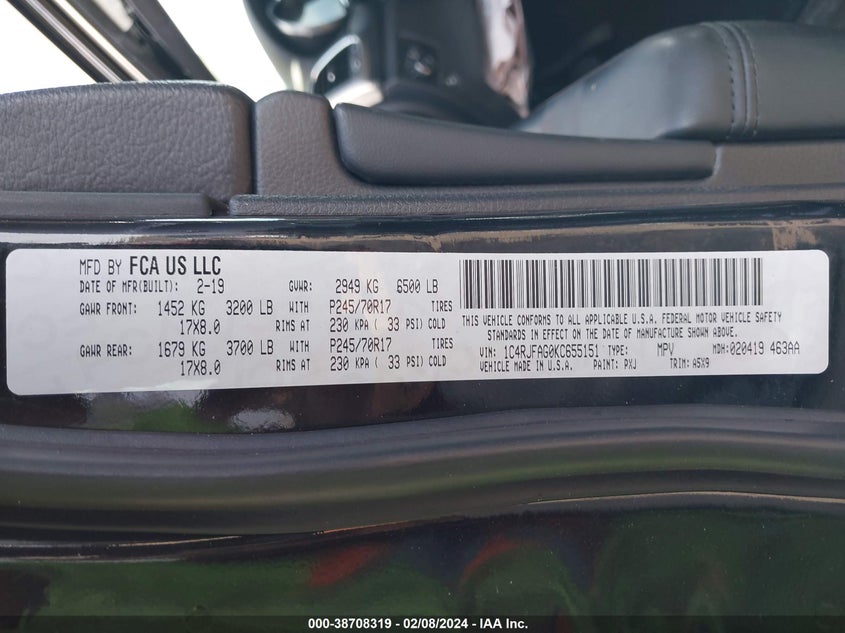 MFD BY FCA US LLC
DATE OF MFR(BUILT): 2-19 GVWR: 2949 KG 6500 LB
GAWR FRONT: 1452 KG 3200 LB WITH P245/70R17 TIRES
17X8.0 RIMS AT 230 KPA ( 33 PSI) COLD
GAWR REAR: 1679 KG 3700 LB WITH P245/70R17 TIRES
17X8.0 RIMS AT 230 KPA ( 33 PSI) COLD
THIS VEHICLE CONFORMS TO ALL APPLICABLE U.S.A. FEDERAL MOTOR VEHICLE SAFETY
STANDARDS IN EFFECT ON THE DATE OF MANUFACTURE SHOWN ABOVE.
VIN: 1C4RJFAG0KC655151 TYPE: MPV MDH: 020419 463AA
VEHICLE MADE IN U.S.A. PAINT: PXJ TRIM: A5X9
000-38708319 - 02/08/2024 - IAA Inc.